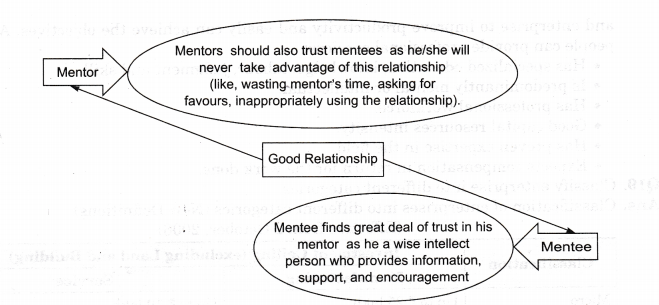 Mentors should also trust mentees as he/she will
never take advantage of this relationship
(like, wasting mentor's time, asking for
favours, inappropriately using the relationship).
Mentor
Good Relationship
Mentee finds great deal of trust in his
mentor as he a wise intellect
person who provides information,
support, and encouragement
Mentee